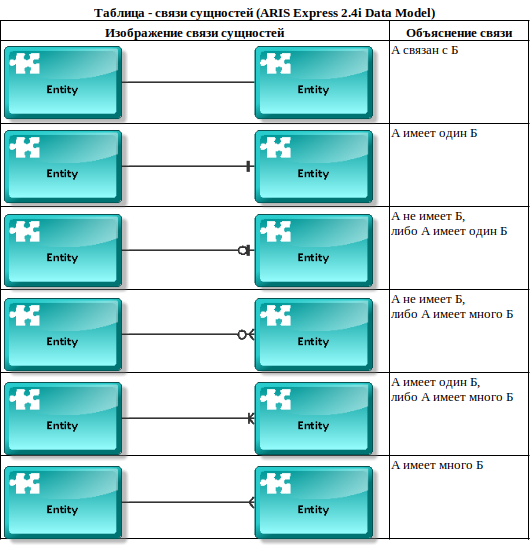 Таблица - связи сущностей (ARIS Express 2.4i Data Model)
Изображение связи сущностей Объяснение связи
Entity Entity А связан с Б
Entity Entity А имеет один Б
Entity Entity А не имеет Б,
либо А имеет один Б
Entity Entity А не имеет Б,
либо А имеет много Б
Entity Entity А имеет один Б,
либо А имеет много Б
Entity Entity А имеет много Б